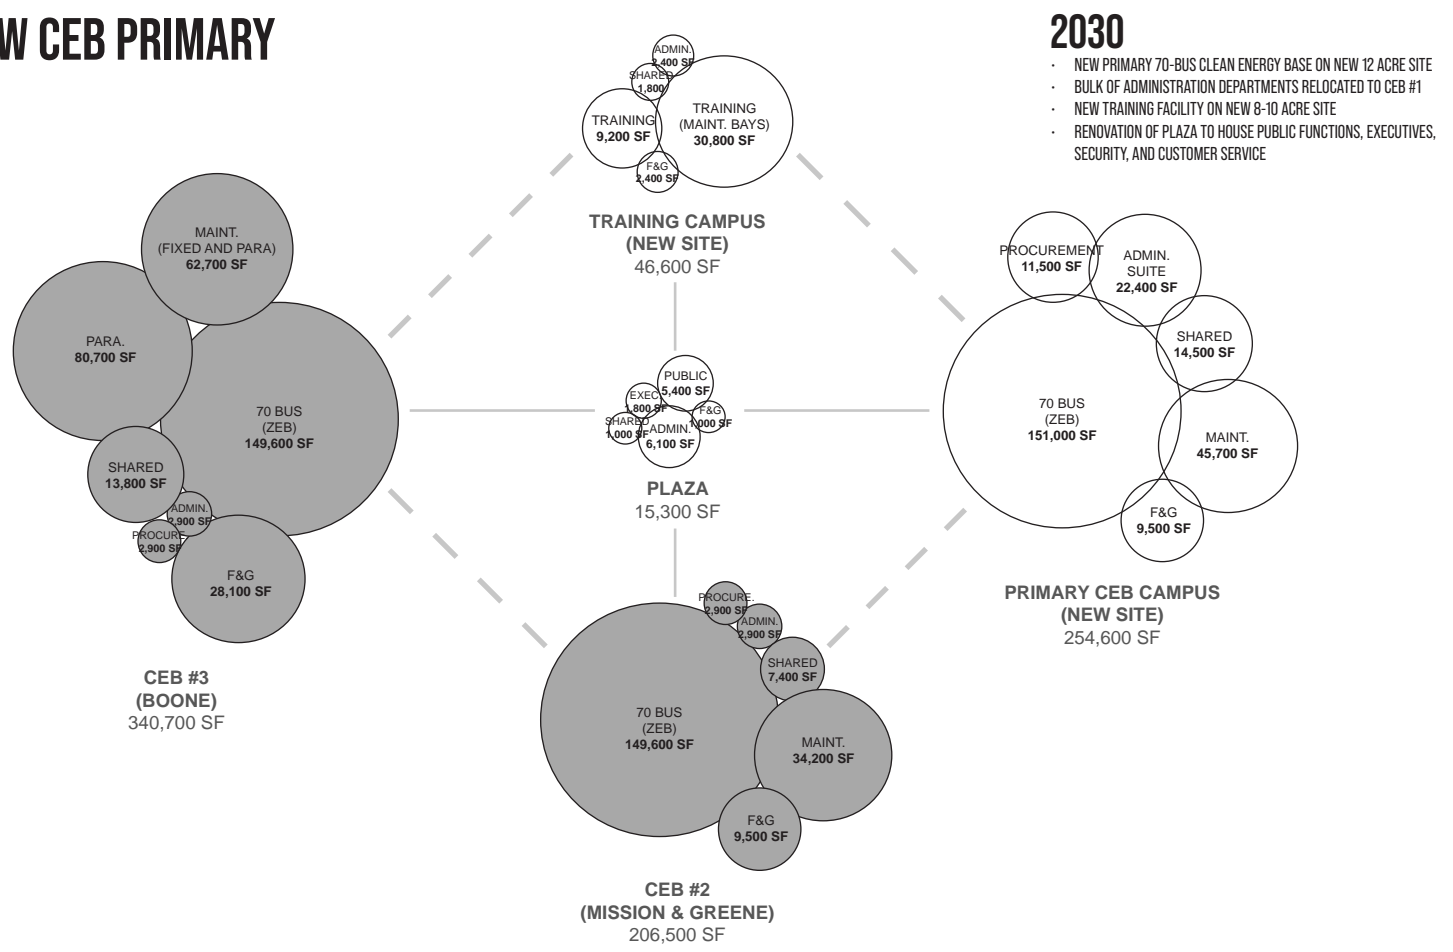 W CEB PRIMARY
2030
· NEW PRIMARY 70-BUS CLEAN ENERGY BASE ON NEW 12 ACRE SITE
· BULK OF ADMINISTRATION DEPARTMENTS RELOCATED TO CEB #1
· NEW TRAINING FACILITY ON NEW 8-10 ACRE SITE
· RENOVATION OF PLAZA TO HOUSE PUBLIC FUNCTIONS, EXECUTIVES,
SECURITY, AND CUSTOMER SERVICE
ADMIN.
2,400 SF
SHARED
1,800
TRAINING
9,200 SF
TRAINING
(MAINT. BAYS)
30,800 SF
F&G
2,400 SF
TRAINING CAMPUS
(NEW SITE)
46,600 SF
MAINT.
(FIXED AND PARA)
62,700 SF
PARA.
80,700 SF
70 BUS
(ZEB)
149,600 SF
SHARED
13,800 SF
ADMIN.
2,900 SF
PROCURE.
2,900 SF
F&G
28,100 SF
CEB #3
(BOONE)
340,700 SF
PUBLIC
5,400 SF
EXEC.
1,800 SF
SHARED
1,000 SF
ADMIN.
6,100 SF
F&G
1,000 SF
PLAZA
15,300 SF
PROCUREMENT
11,500 SF
ADMIN.
SUITE
22,400 SF
SHARED
14,500 SF
70 BUS
(ZEB)
151,000 SF
MAINT.
45,700 SF
F&G
9,500 SF
PRIMARY CEB CAMPUS
(NEW SITE)
254,600 SF
PROCURE.
2,900 SF
ADMIN.
2,900 SF
SHARED
7,400 SF
70 BUS
(ZEB)
149,600 SF
MAINT.
34,200 SF
F&G
9,500 SF
CEB #2
(MISSION & GREENE)
206,500 SF